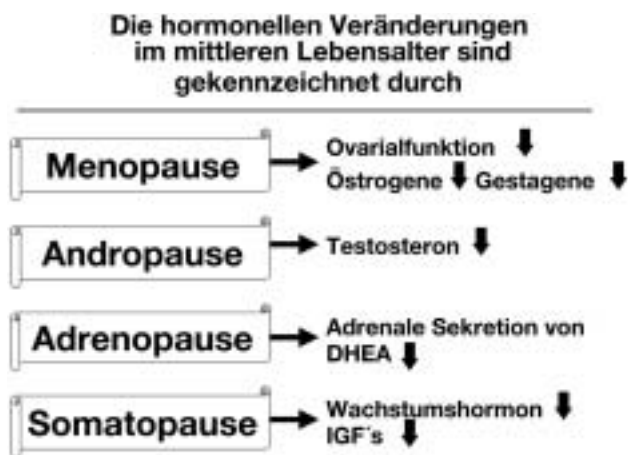 Die hormonellen Veränderungen
im mittleren Lebensalter sind
gekennzeichnet durch
Menopause
Ovarialfunktion
Östrogene Gestagene
Andropause
Testosteron
Adrenopause
Adrenale Sekretion von
DHEA
Somatopause
Wachstumshormon
IGF´s